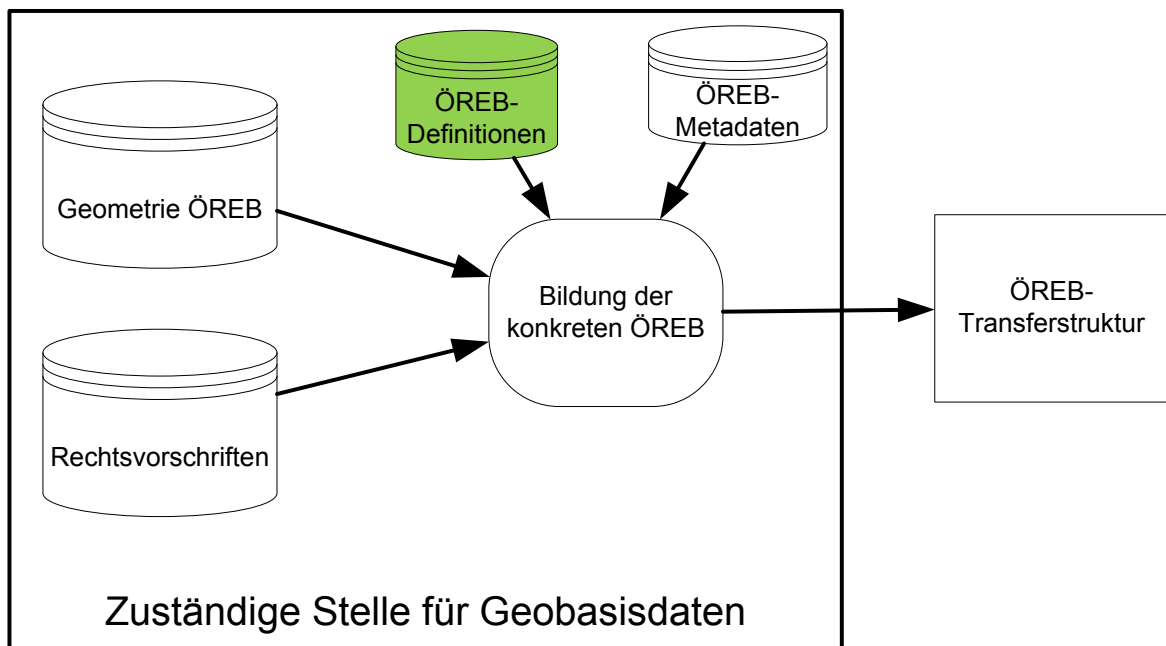 ÖREB-
Definitionen
ÖREB-
Metadaten
Geometrie ÖREB
Bildung der
konkreten ÖREB
ÖREB-
Transferstruktur
Rechtsvorschriften
Zuständige Stelle für Geobasisdaten